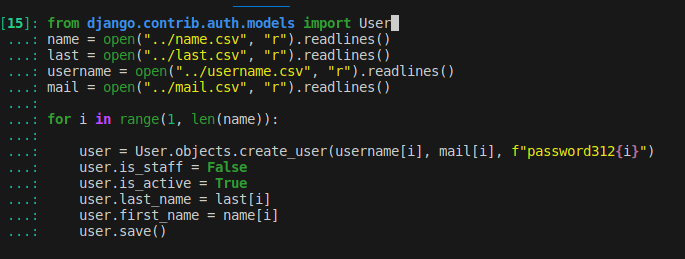 [15]: from django.contrib.auth.models import User
...: name = open("../name.csv", "r").readlines()
...: last = open("../last.csv", "r").readlines()
...: username = open("../username.csv", "r").readlines()
...: mail = open("../mail.csv", "r").readlines()
...:
...: for i in range(1, len(name)):
...:
...:     user = User.objects.create_user(username[i], mail[i], f"password312{i}")
...:     user.is_staff = False
...:     user.is_active = True
...:     user.last_name = last[i]
...:     user.first_name = name[i]
...:     user.save()